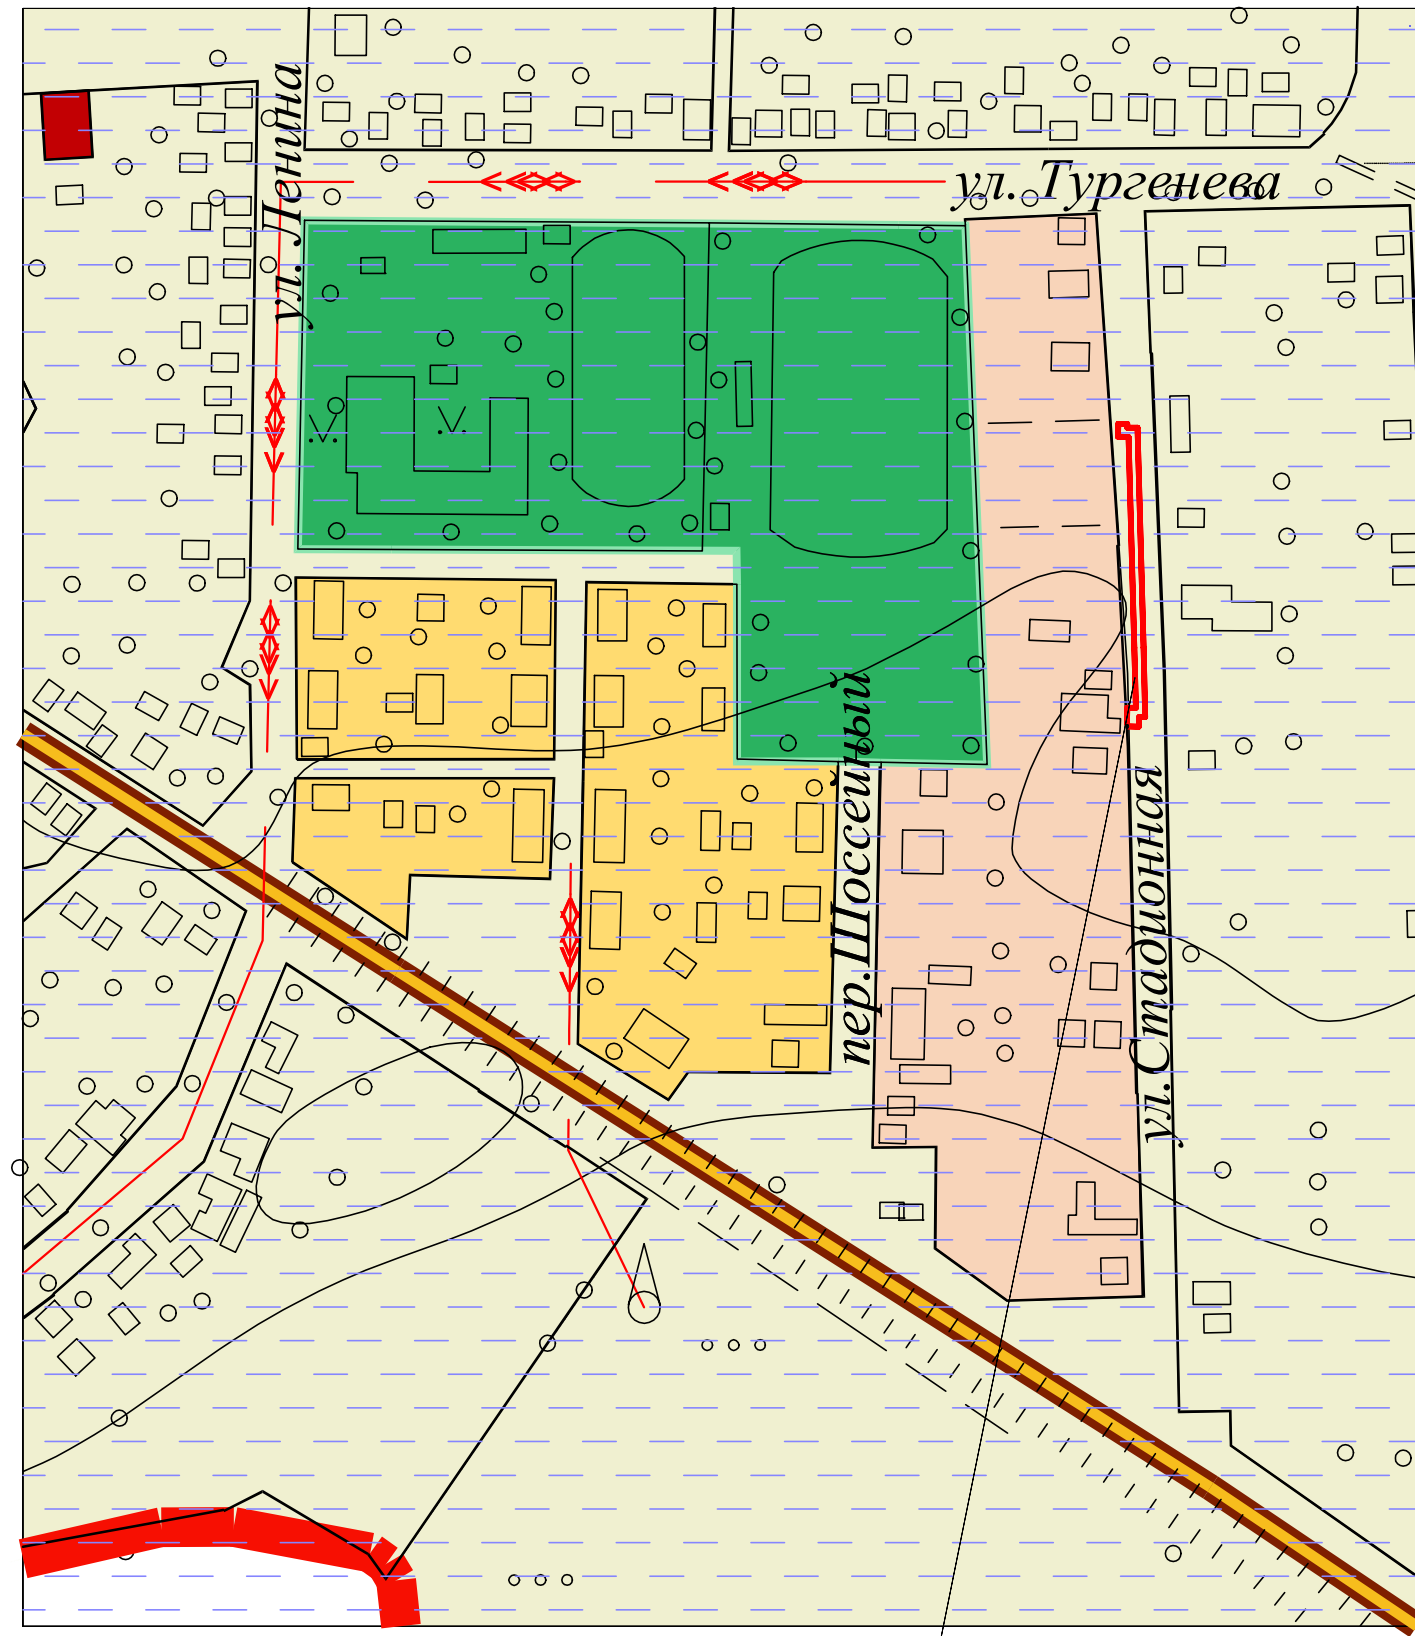 ул. Ленина
ул. Тургенева
пер.Шоссейный
ул.Стадионная